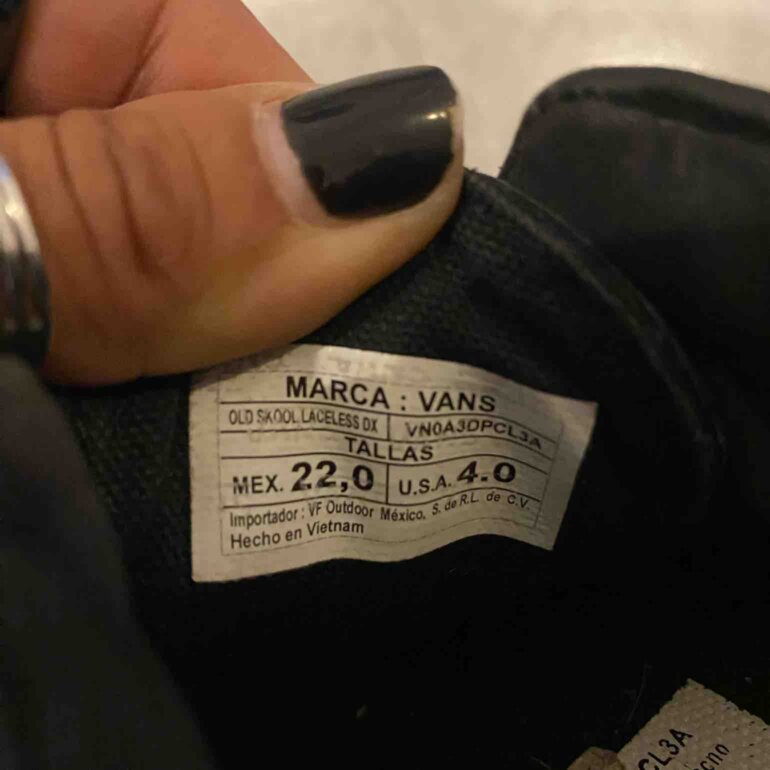 MARCA : VANS
OLD SKOOL LACELESS DX VN0A3DPCL3A
TALLAS
MEX. 22,0 U.S.A. 4.0
Importador : VF Outdoor México, S. de R.L. de C.V.
Hecho en Vietnam
CL3A